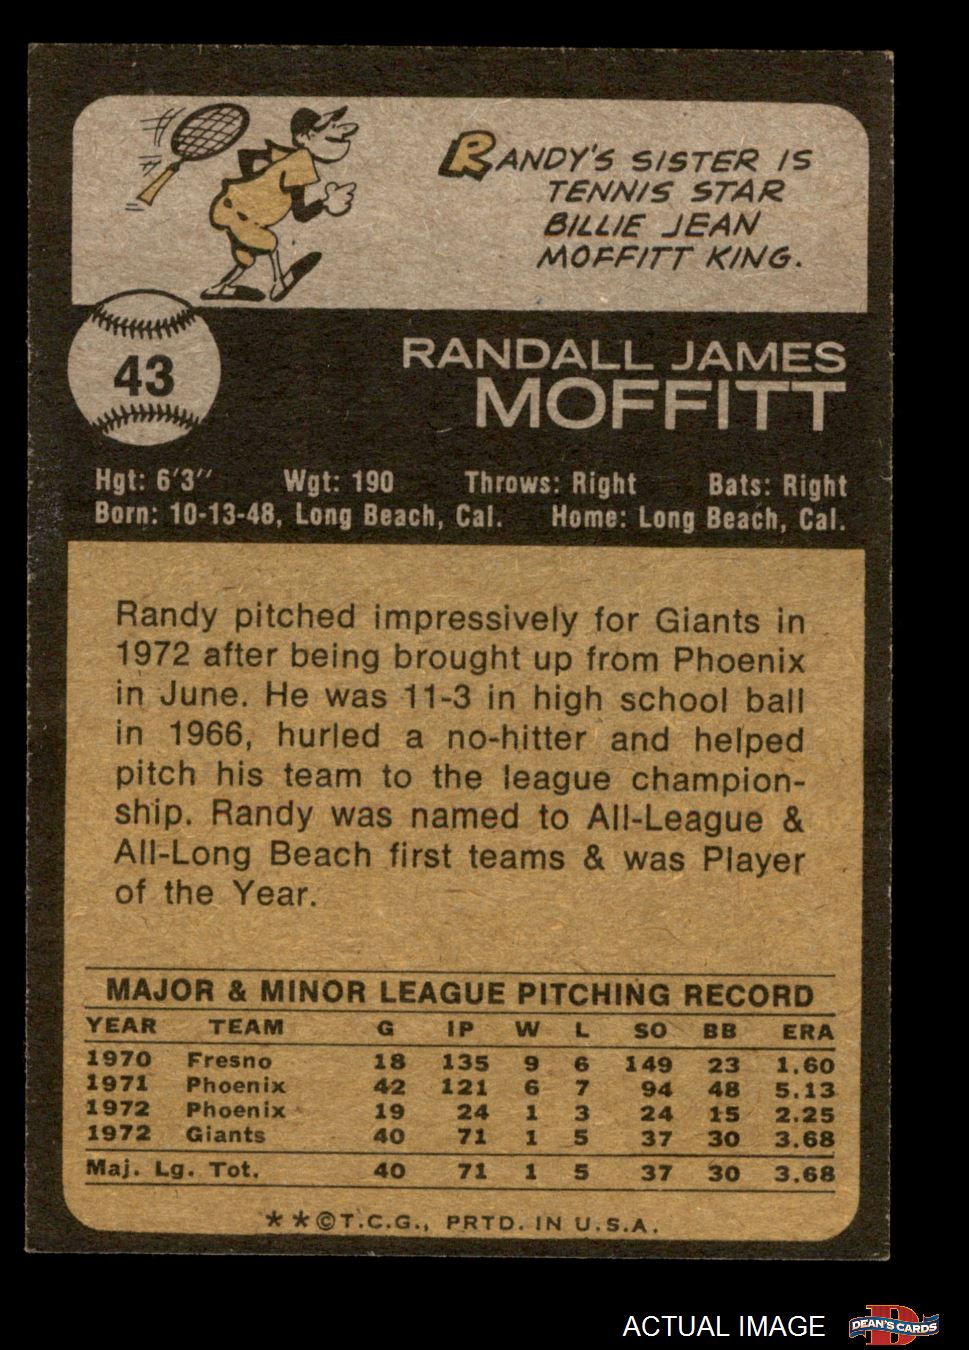 RANDY'S SISTER IS
TENNIS STAR
BILLIE JEAN
MOFFITT KING.
43
RANDALL JAMES
MOFFITT
Hgt: 6'3" Wgt: 190 Throws: Right Bats: Right
Born: 10-13-48, Long Beach, Cal. Home: Long Beach, Cal.
Randy pitched impressively for Giants in
1972 after being brought up from Phoenix
in June. He was 11-3 in high school ball
in 1966, hurled a no-hitter and helped
pitch his team to the league champion-
ship. Randy was named to All-League &
All-Long Beach first teams & was Player
of the Year.
MAJOR & MINOR LEAGUE PITCHING RECORD
YEAR TEAM G IP W L SO BB ERA
1970 Fresno 18 135 9 6 149 23 1.60
1971 Phoenix 42 121 6 7 94 48 5.13
1972 Phoenix 19 24 1 3 24 15 2.25
1972 Giants 40 71 1 5 37 30 3.68
Maj. Lg. Tot. 40 71 1 5 37 30 3.68
**©T.C.G., PRTD. IN U.S.A.
ACTUAL IMAGE
D
DEAN'S CARDS